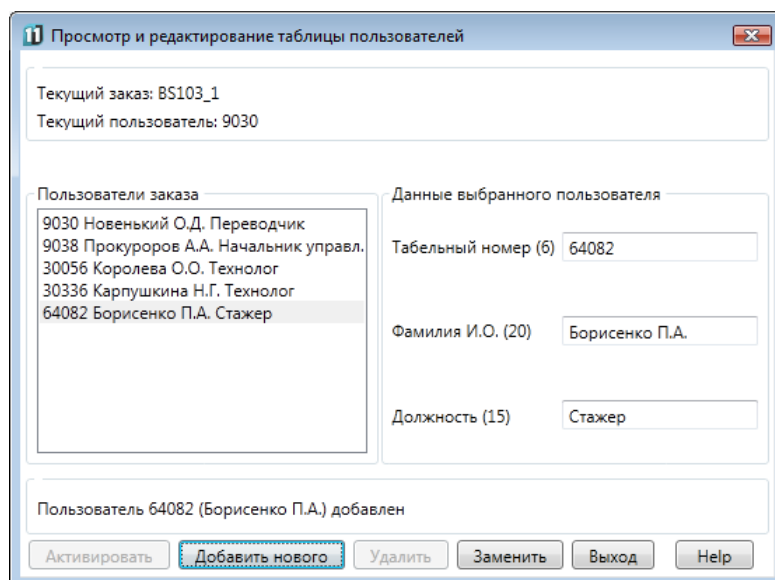 11 Просмотр и редактирование таблицы пользователей
Текущий заказ: BS103_1
Текущий пользователь: 9030
Пользователи заказа
9030 Новенький О.Д. Переводчик
9038 Прокуроров А.А. Начальник управл.
30056 Королева О.О. Технолог
30336 Карпушкина Н.Г. Технолог
64082 Борисенко П.А. Стажер
Данные выбранного пользователя
Табельный номер (6) 64082
Фамилия И.О. (20) Борисенко П.А.
Должность (15) Стажер
Пользователь 64082 (Борисенко П.А.) добавлен
Активировать Добавить нового Удалить Заменить Выход Help